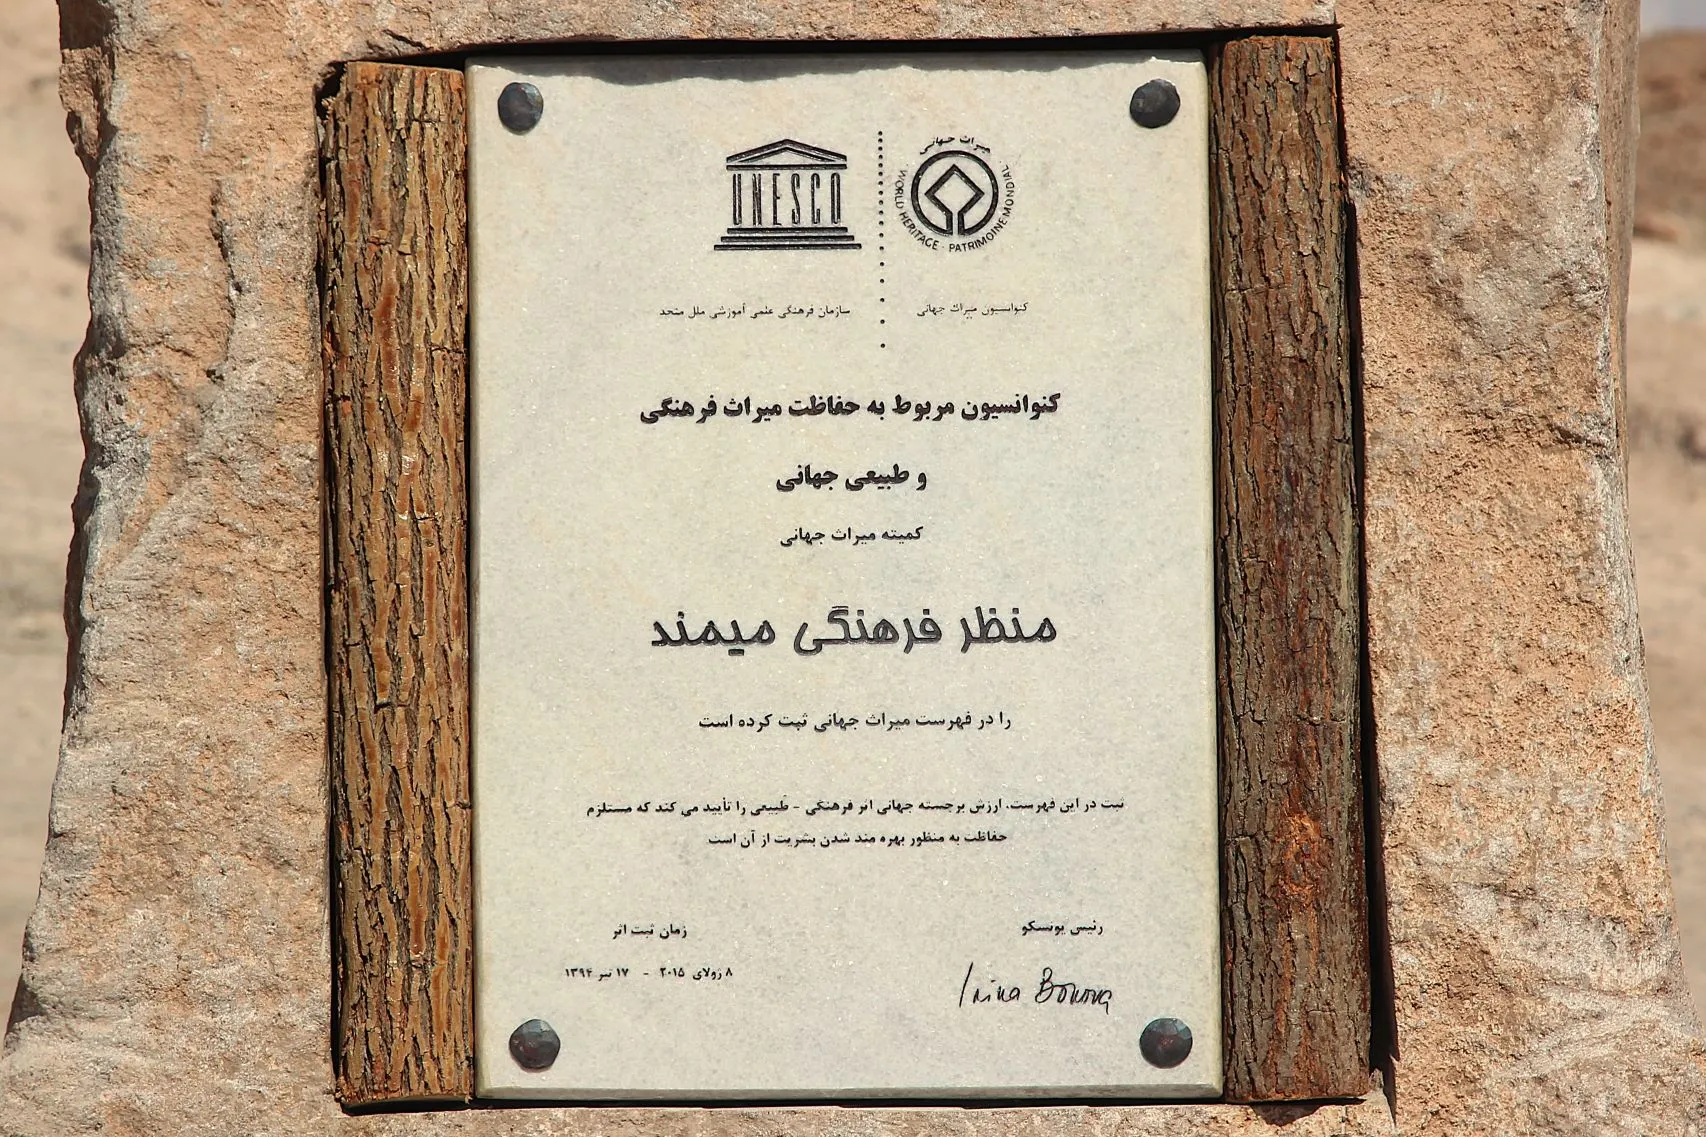 UNESCO
میراث جهانی
WORLD HERITAGE · PATRIMOINE MONDIAL ·
کنوانسیون میراث جهانی
سازمان فرهنگی علمی آموزشی ملل متحد
کنوانسیون مربوط به حفاظت میراث فرهنگی
و طبیعی جهانی
کمیته میراث جهانی
منظر فرهنگی میمند
را در فهرست میراث جهانی ثبت کرده است
ثبت در این فهرست، ارزش برجسته جهانی اثر فرهنگی - طبیعی را تأیید می کند که مستلزم
حفاظت به منظور بهره مند شدن بشریت از آن است
رئیس یونسکو
Irina Bokova
زمان ثبت اثر
۸ ژولای ۲۰۱۵ - ۱۷ تیر ۱۳۹۴